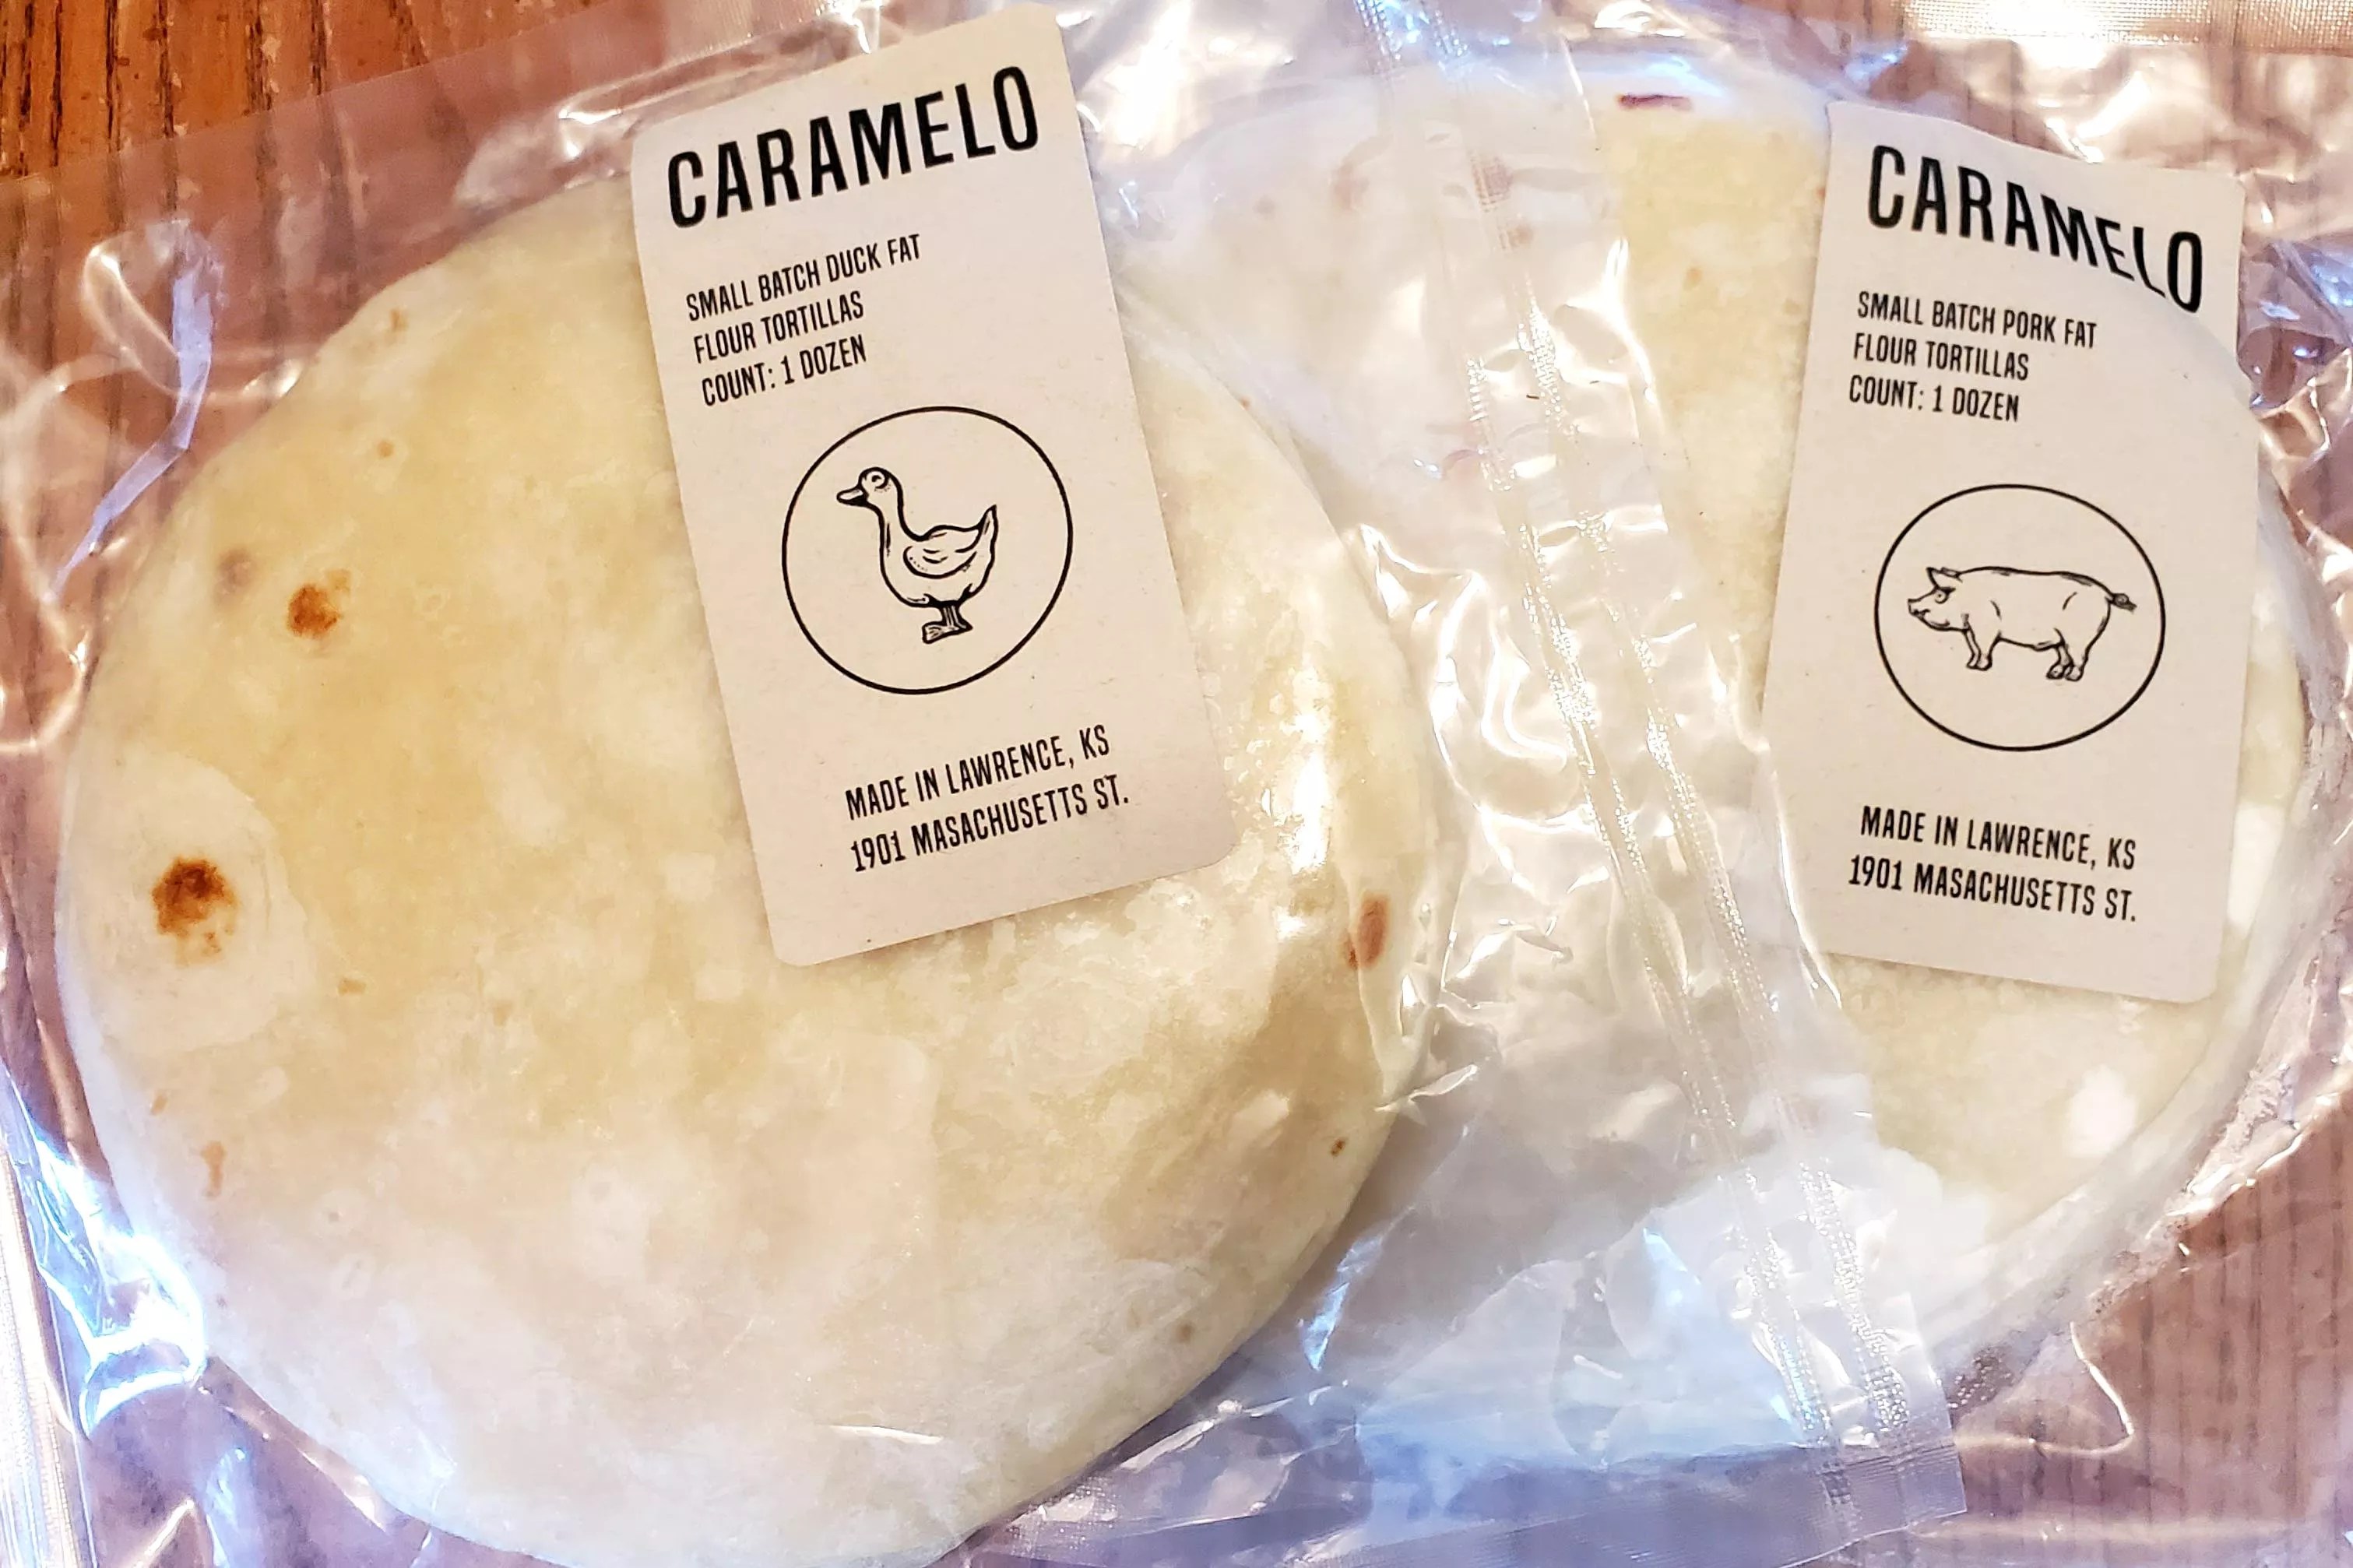 CARAMELO
SMALL BATCH DUCK FAT
FLOUR TORTILLAS
COUNT: 1 DOZEN
MADE IN LAWRENCE, KS
1901 MASACHUSETTS ST.
CARAMELO
SMALL BATCH PORK FAT
FLOUR TORTILLAS
COUNT: 1 DOZEN
MADE IN LAWRENCE, KS
1901 MASACHUSETTS ST.